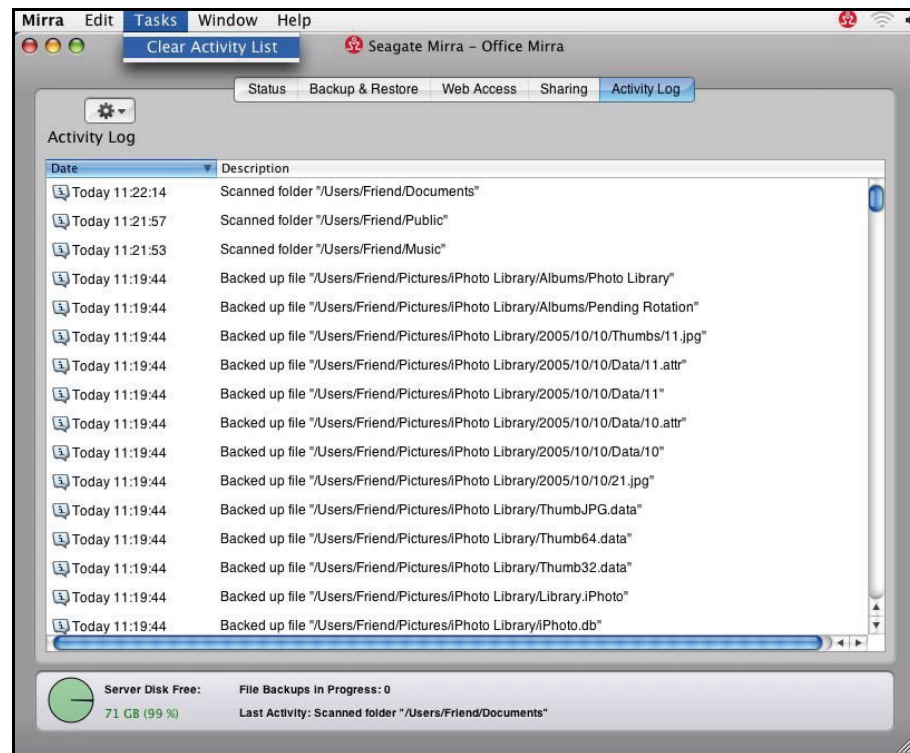 Mirra Edit Tasks Window Help
Clear Activity List
Seagate Mirra – Office Mirra
Status Backup & Restore Web Access Sharing Activity Log
Activity Log
Date Description
Today 11:22:14 Scanned folder "/Users/Friend/Documents"
Today 11:21:57 Scanned folder "/Users/Friend/Public"
Today 11:21:53 Scanned folder "/Users/Friend/Music"
Today 11:19:44 Backed up file "/Users/Friend/Pictures/iPhoto Library/Albums/Photo Library"
Today 11:19:44 Backed up file "/Users/Friend/Pictures/iPhoto Library/Albums/Pending Rotation"
Today 11:19:44 Backed up file "/Users/Friend/Pictures/iPhoto Library/2005/10/10/Thumbs/11.jpg"
Today 11:19:44 Backed up file "/Users/Friend/Pictures/iPhoto Library/2005/10/10/Data/11.attr"
Today 11:19:44 Backed up file "/Users/Friend/Pictures/iPhoto Library/2005/10/10/Data/11"
Today 11:19:44 Backed up file "/Users/Friend/Pictures/iPhoto Library/2005/10/10/Data/10.attr"
Today 11:19:44 Backed up file "/Users/Friend/Pictures/iPhoto Library/2005/10/10/Data/10"
Today 11:19:44 Backed up file "/Users/Friend/Pictures/iPhoto Library/2005/10/10/21.jpg"
Today 11:19:44 Backed up file "/Users/Friend/Pictures/iPhoto Library/ThumbJPG.data"
Today 11:19:44 Backed up file "/Users/Friend/Pictures/iPhoto Library/Thumb64.data"
Today 11:19:44 Backed up file "/Users/Friend/Pictures/iPhoto Library/Thumb32.data"
Today 11:19:44 Backed up file "/Users/Friend/Pictures/iPhoto Library/Library.iPhoto"
Today 11:19:44 Backed up file "/Users/Friend/Pictures/iPhoto Library/iPhoto.db"
Server Disk Free: File Backups in Progress: 0
71 GB (99 %) Last Activity: Scanned folder "/Users/Friend/Documents"